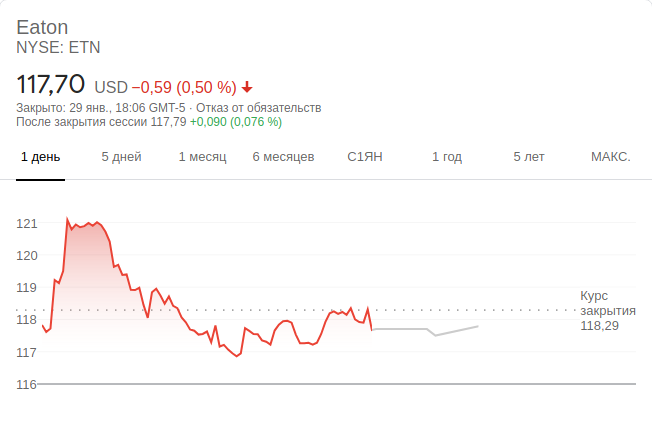 Eaton
NYSE: ETN
117,70 USD −0,59 (0,50 %)
Закрыто: 29 янв., 18:06 GMT-5 · Отказ от обязательств
После закрытия сессии 117,79 +0,090 (0,076 %)
1 день 5 дней 1 месяц 6 месяцев С1ЯН 1 год 5 лет МАКС.
121
120
119
118
117
116
Курс
закрытия
118,29